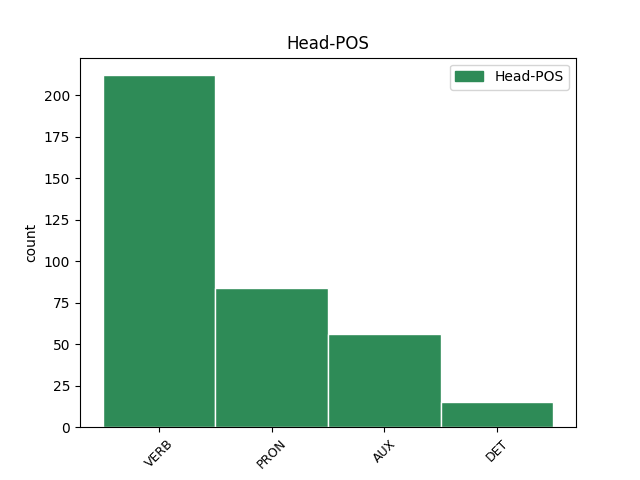 Head-POS
Head-POS
count
200
175
150
125
100
75
50
25
0
VERB
PRON
AUX
DET